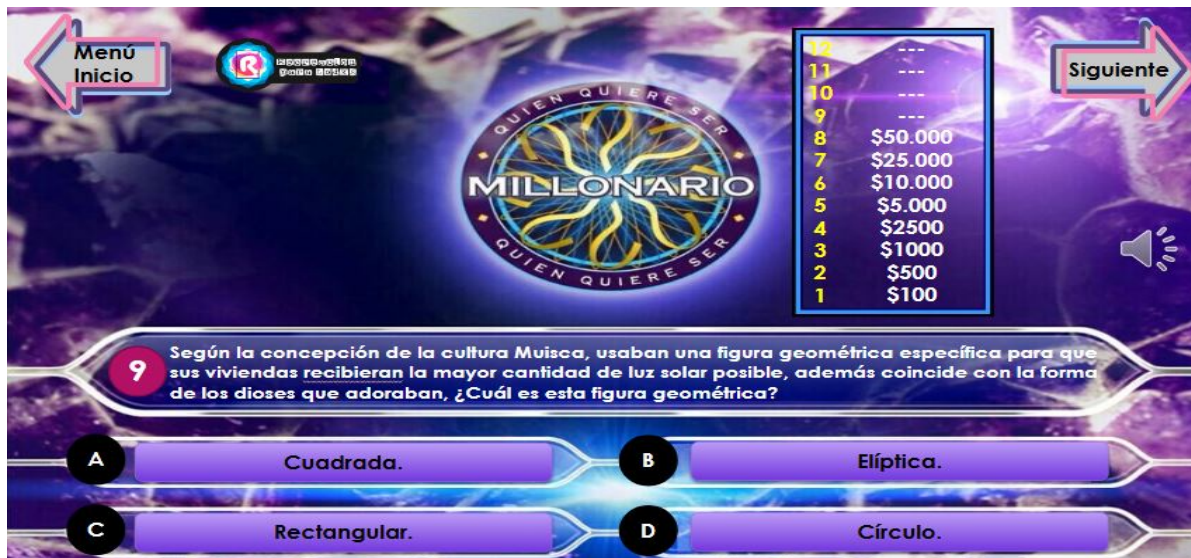 Menú
Inicio
R
QUIEN QUIERE SER
MILLONARIO
QUIEN QUIERE SER
12 ---
11 ---
10 ---
9 ---
8 $50.000
7 $25.000
6 $10.000
5 $5.000
4 $2500
3 $1000
2 $500
1 $100
Siguiente
9
Según la concepción de la cultura Muisca, usaban una figura geométrica específica para que
sus viviendas recibieran la mayor cantidad de luz solar posible, además coincide con la forma
de los dioses que adoraban, ¿Cuál es esta figura geométrica?
A Cuadrada.
B Elíptica.
C Rectangular.
D Círculo.